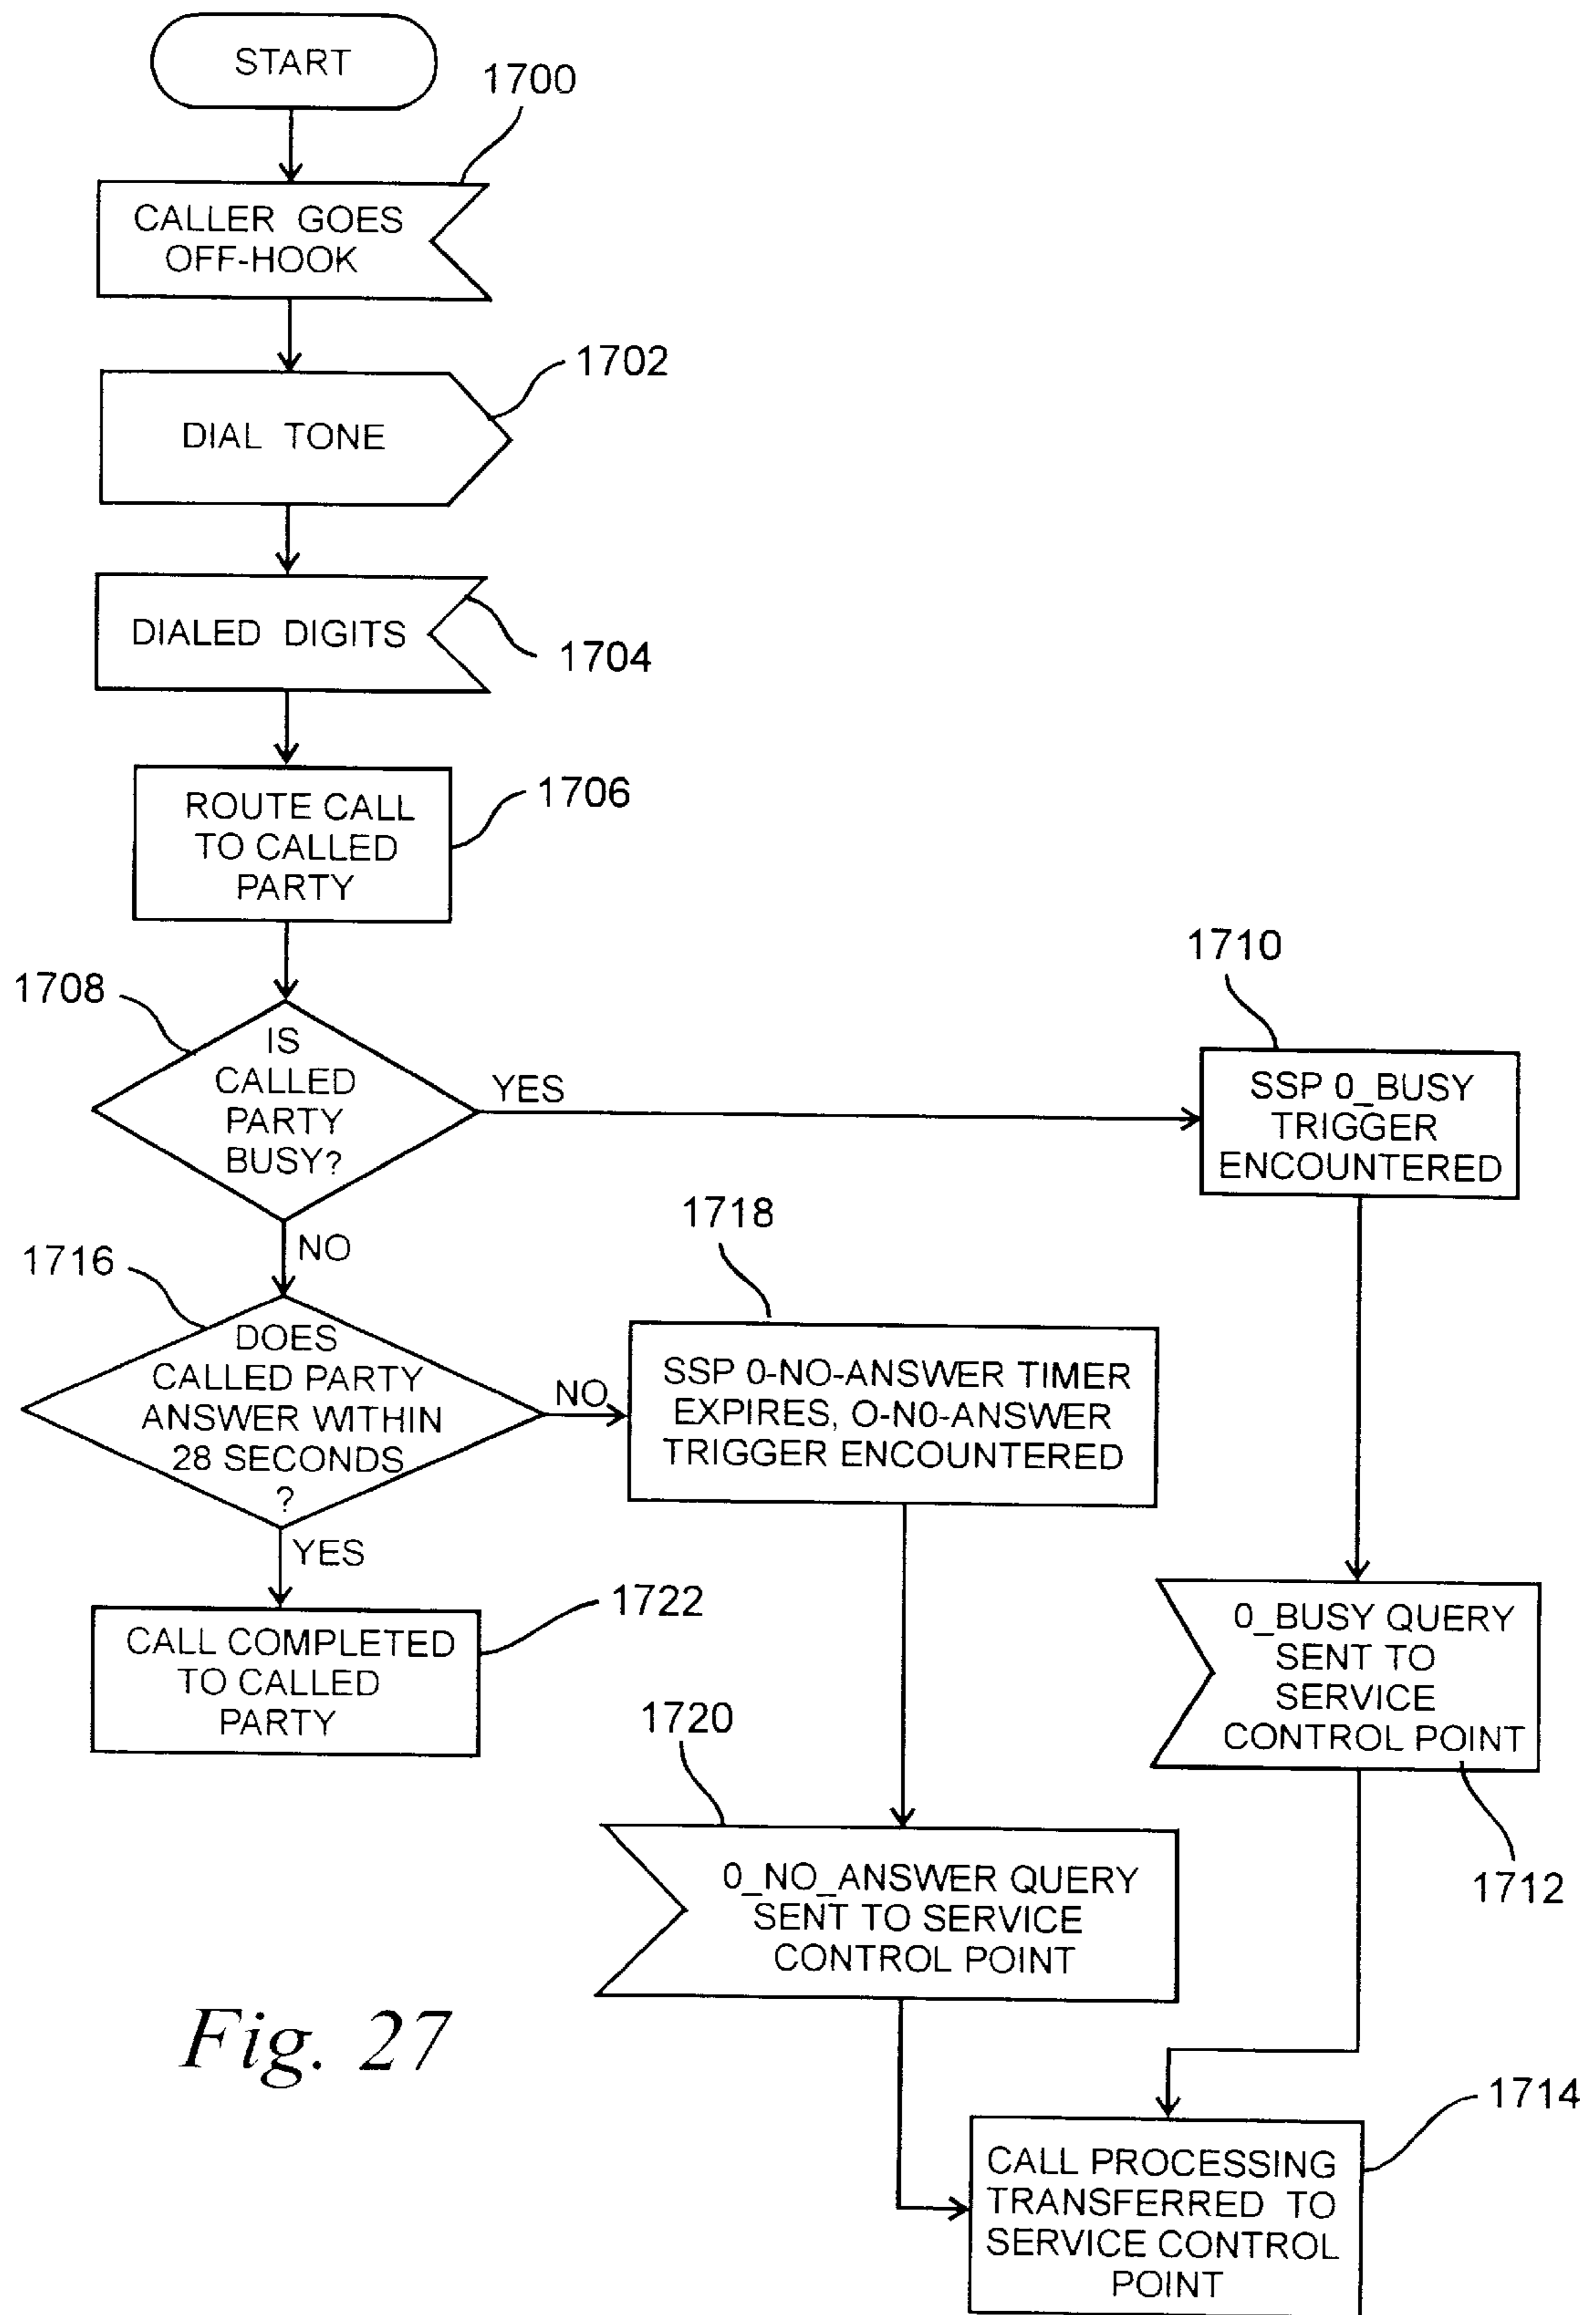 START
1700
CALLER GOES
OFF-HOOK
1702
DIAL TONE
DIALED DIGITS
1704
ROUTE CALL
TO CALLED
PARTY
1706
1708
IS
CALLED
PARTY
BUSY?
YES
1710
SSP 0_BUSY
TRIGGER
ENCOUNTERED
NO
1716
DOES
CALLED PARTY
ANSWER WITHIN
28 SECONDS
?
NO
1718
SSP 0-NO-ANSWER TIMER
EXPIRES, O-N0-ANSWER
TRIGGER ENCOUNTERED
YES
CALL COMPLETED
TO CALLED
PARTY
1722
0_BUSY QUERY
SENT TO
SERVICE
CONTROL POINT
1712
1720
0_NO_ANSWER QUERY
SENT TO SERVICE
CONTROL POINT
Fig. 27
1714
CALL PROCESSING
TRANSFERRED TO
SERVICE CONTROL
POINT